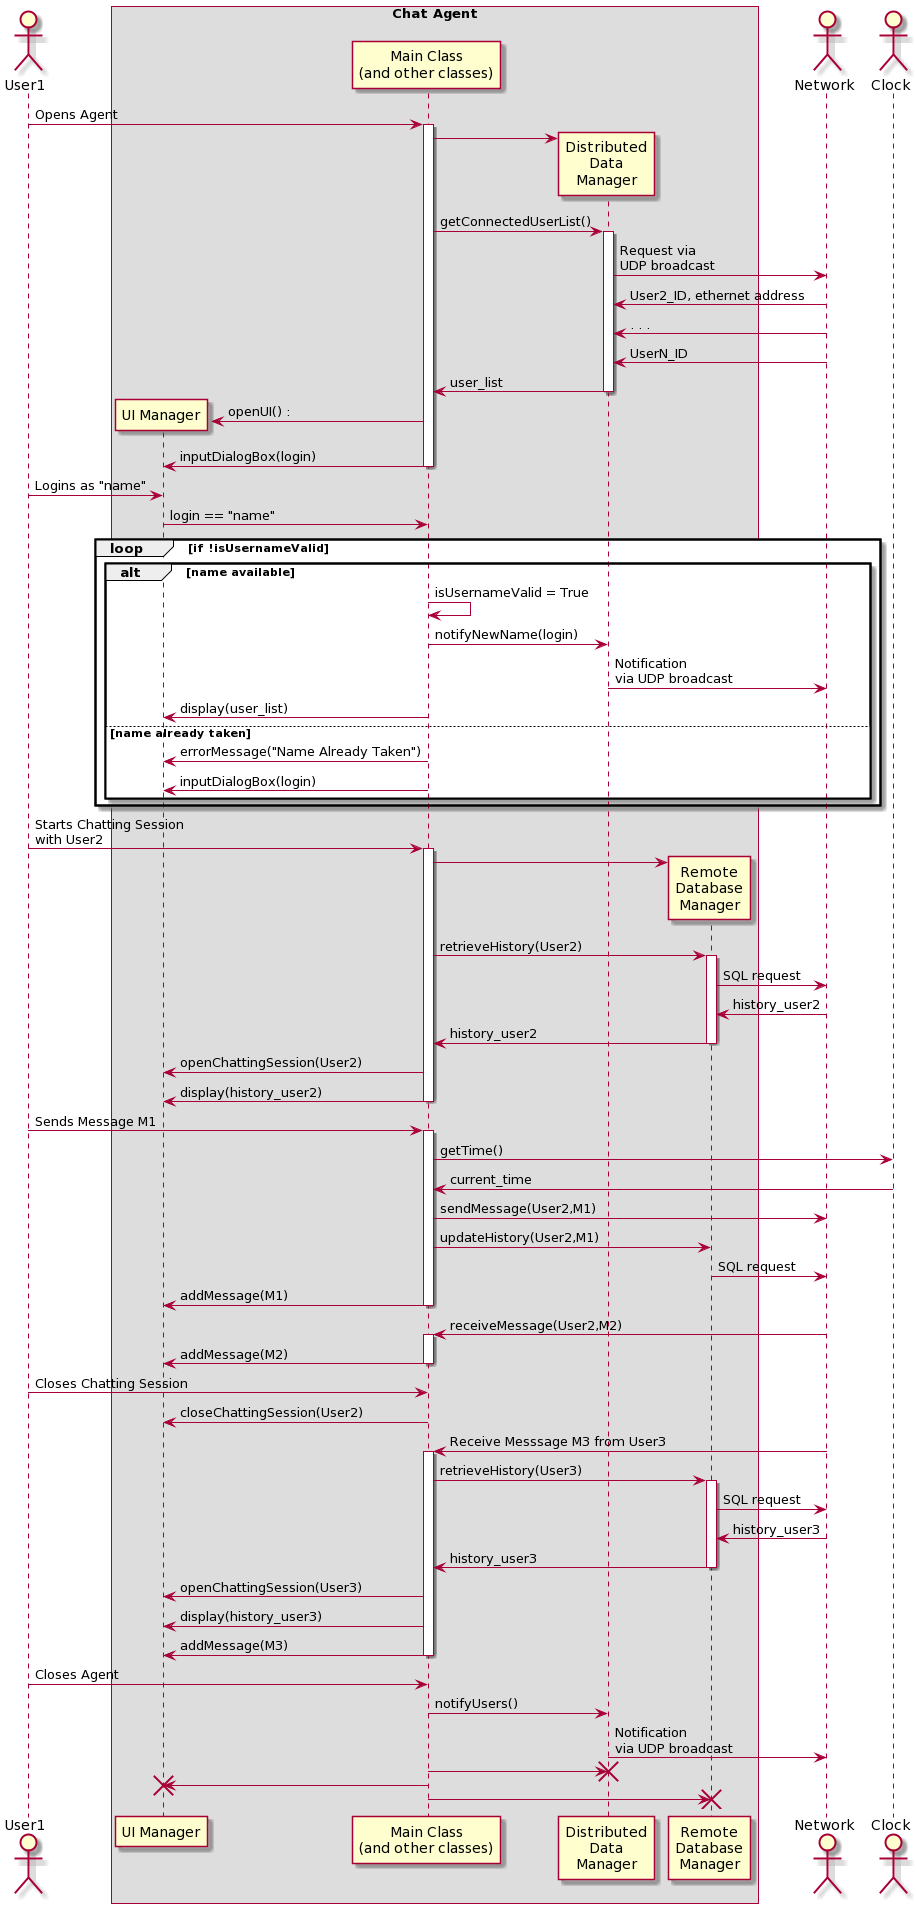 Chat Agent
User1
Main Class
(and other classes)
Network
Clock
Opens Agent
Distributed
Data
Manager
getConnectedUserList()
Request via
UDP broadcast
User2_ID, ethernet address
. . .
UserN_ID
user_list
UI Manager
openUI() :
inputDialogBox(login)
Logins as "name"
login == "name"
loop
[if !isUsernameValid]
alt
[name available]
isUsernameValid = True
notifyNewName(login)
Notification
via UDP broadcast
display(user_list)
[name already taken]
errorMessage("Name Already Taken")
inputDialogBox(login)
Starts Chatting Session
with User2
Remote
Database
Manager
retrieveHistory(User2)
SQL request
history_user2
history_user2
openChattingSession(User2)
display(history_user2)
Sends Message M1
getTime()
current_time
sendMessage(User2,M1)
updateHistory(User2,M1)
SQL request
addMessage(M1)
receiveMessage(User2,M2)
addMessage(M2)
Closes Chatting Session
closeChattingSession(User2)
Receive Messsage M3 from User3
retrieveHistory(User3)
SQL request
history_user3
history_user3
openChattingSession(User3)
display(history_user3)
addMessage(M3)
Closes Agent
notifyUsers()
Notification
via UDP broadcast
User1
UI Manager
Main Class
(and other classes)
Distributed
Data
Manager
Remote
Database
Manager
Network
Clock